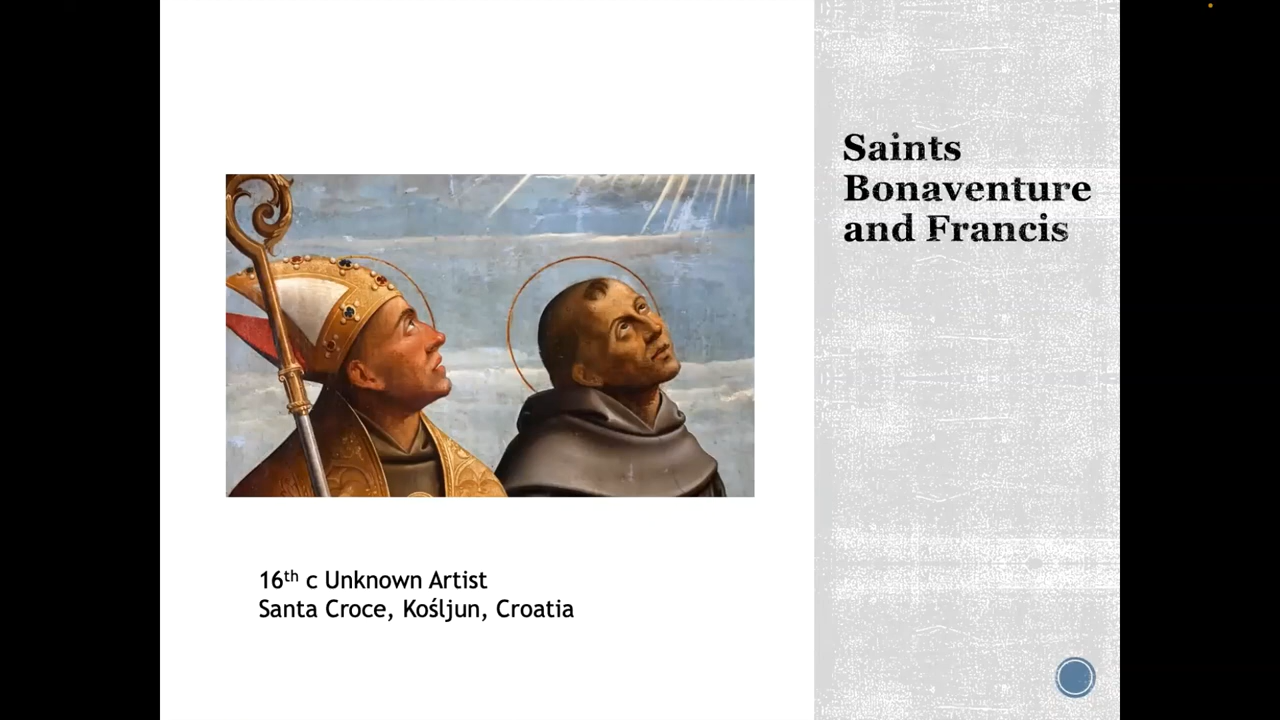 Saints
Bonaventure
and Francis
16th c Unknown Artist
Santa Croce, Kośljun, Croatia